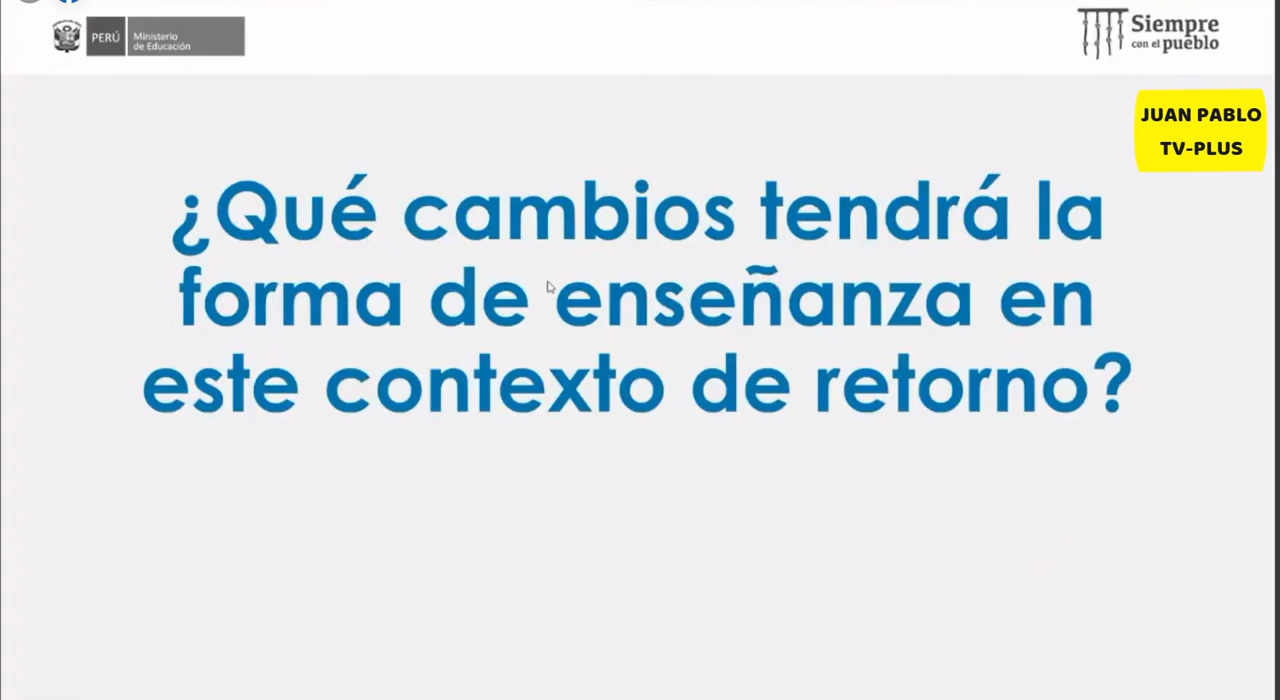 PERÚ
Ministerio
de Educación
Siempre
con el pueblo
JUAN PABLO
TV-PLUS
¿Qué cambios tendrá la
forma de enseñanza en
este contexto de retorno?